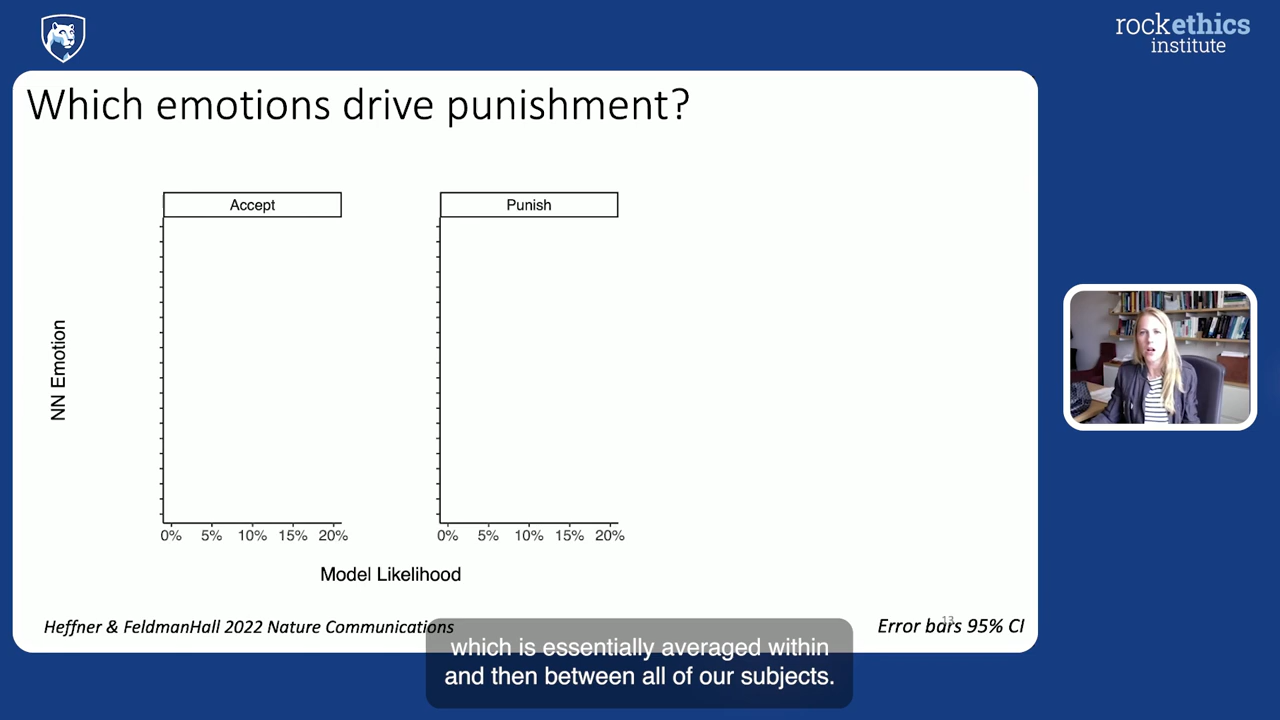 rockethics
institute
Which emotions drive punishment?
Accept
Punish
NN Emotion
0% 5% 10% 15% 20%
0% 5% 10% 15% 20%
Model Likelihood
Heffner & FeldmanHall 2022 Nature Communications
13
Error bars 95% CI
which is essentially averaged within
and then between all of our subjects.